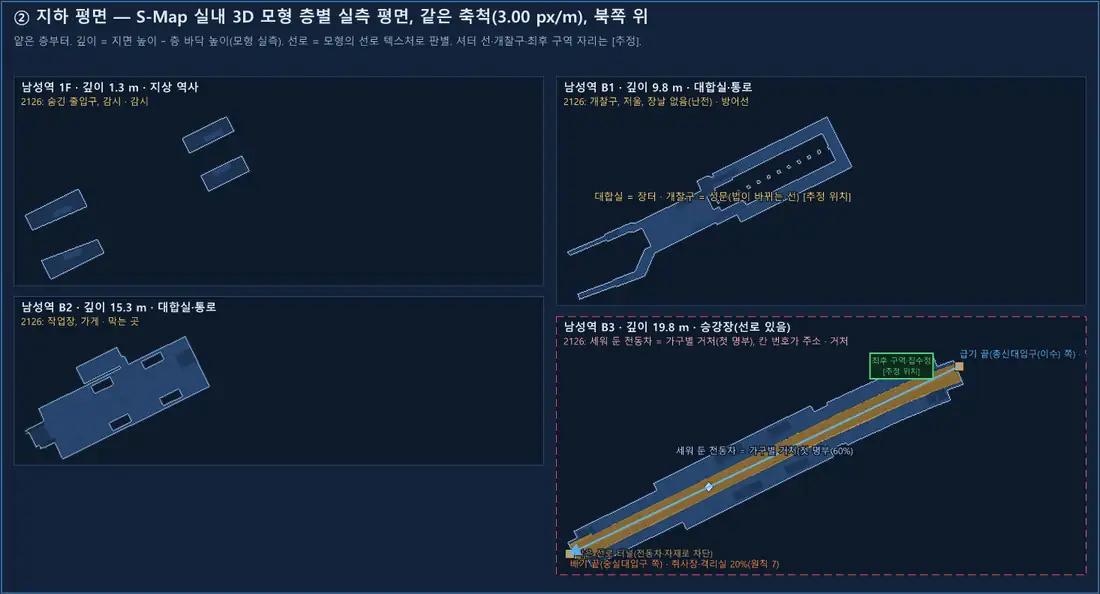 ② 지하 평면 — S-Map 실내 3D 모형 층별 실측 평면, 같은 축척(3.00 px/m), 북쪽 위
얕은 층부터. 깊이 = 지면 높이 – 층 바닥 높이(모형 실측). 선로 = 모형의 선로 텍스처로 판별. 셔터 선·개찰구·최후 구역 자리는 [추정].
남성역 1F · 깊이 1.3 m · 지상 역사
2126: 숨긴 출입구, 감시 · 감시
남성역 B1 · 깊이 9.8 m · 대합실·통로
2126: 개찰구, 저울, 장날 없음(난전) · 방어선
대합실 = 장터 · 개찰구 = 성문(법이 바뀌는 선) [추정 위치]
남성역 B2 · 깊이 15.3 m · 대합실·통로
2126: 작업장, 가게 · 막는 곳
남성역 B3 · 깊이 19.8 m · 승강장(선로 있음)
2126: 세워 둔 전동차 = 가구별 거처(첫 명부), 칸 번호가 주소 · 거저
급기 끝(총신대입구(이수) 쪽) ·
최후 구역·집수정
[추정 위치]
세워 둔 전동차 = 가구별 거처(첫 명부(60%)
선로 터널(전동차·자재로 차단)
배기 끝(숭실대입구 쪽) · 취사장·격리실 20%(원칙 7)